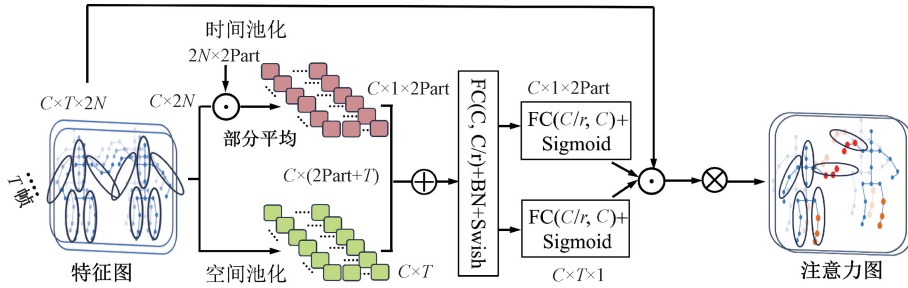 时间池化
2N×2Part
C×T×2N
C×2N
C×1×2Part
部分平均
C×(2Part+T)
T帧
特征图
空间池化
C×T
FC(C, C/r)+BN+Swish
C×1×2Part
FC(C/r, C)+
Sigmoid
FC(C/r, C)+
Sigmoid
C×T×1
注意力图